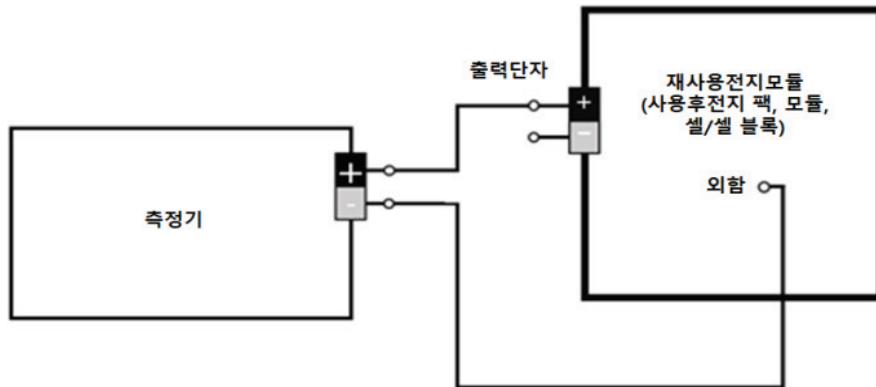 출력단자
재사용전지모듈
(사용후전지 팩, 모듈,
셀/셀 블록)
+
-
외함
측정기
+
-